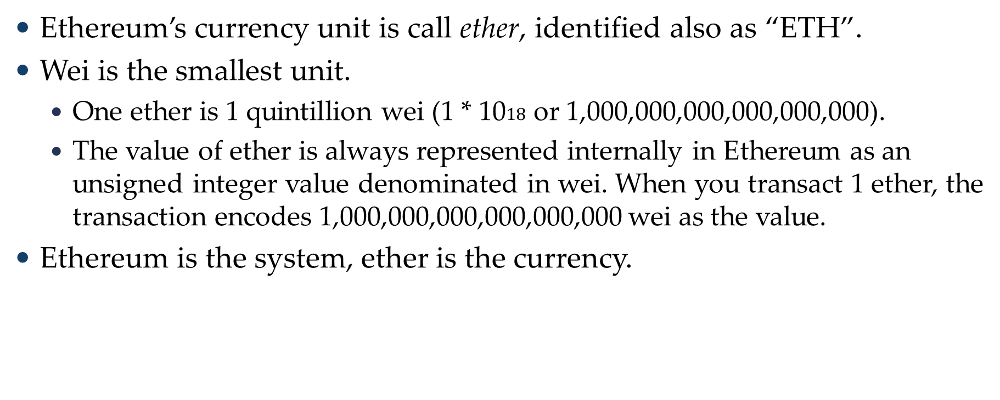 • Ethereum’s currency unit is call ether, identified also as “ETH”.
• Wei is the smallest unit.
• One ether is 1 quintillion wei (1 * 1018 or 1,000,000,000,000,000,000).
• The value of ether is always represented internally in Ethereum as an
unsigned integer value denominated in wei. When you transact 1 ether, the
transaction encodes 1,000,000,000,000,000,000 wei as the value.
• Ethereum is the system, ether is the currency.